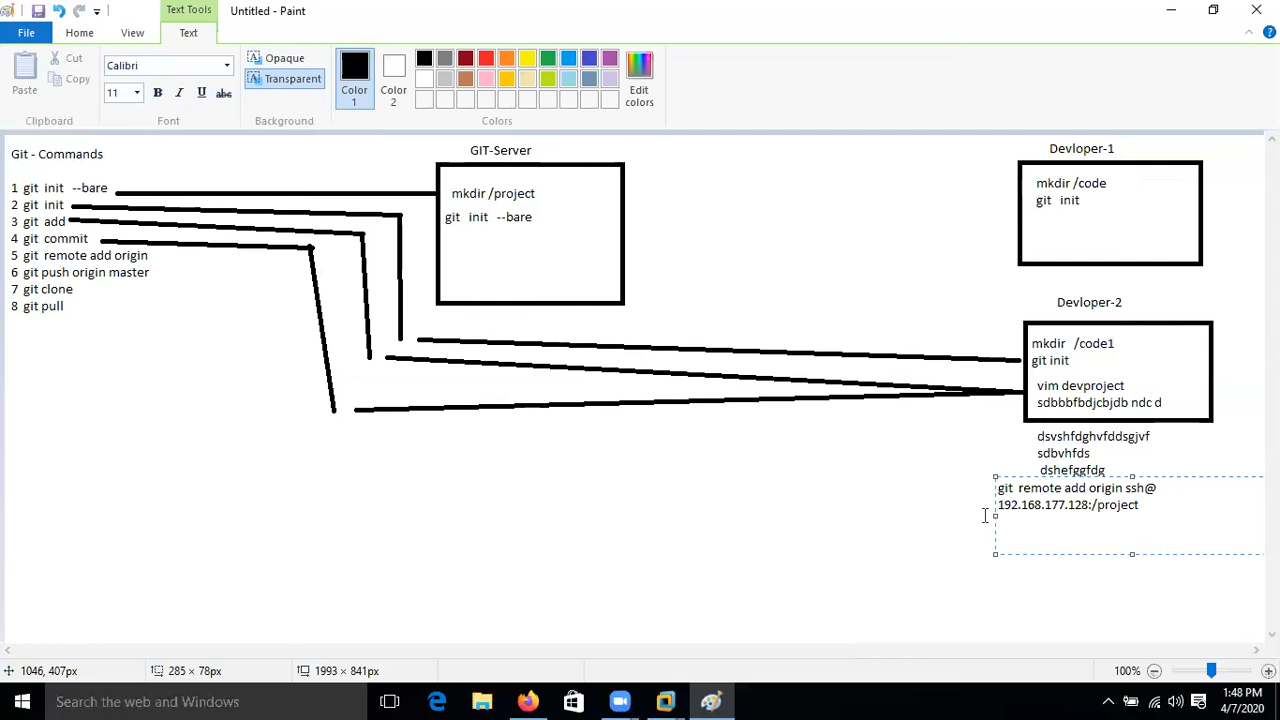 Text Tools
Untitled - Paint
File
Home
View
Text
Paste
Cut
Copy
Clipboard
Calibri
11
B I U abc
Font
Opaque
Transparent
Background
Color
1
Color
2
Edit
colors
Colors
Git - Commands
1 git init --bare
2 git init
3 git add
4 git commit
5 git remote add origin
6 git push origin master
7 git clone
8 git pull
GIT-Server
mkdir /project
git init --bare
Devloper-1
mkdir /code
git init
Devloper-2
mkdir /code1
git init
vim devproject
sdbbbfbdjcbjdb ndc d
dsvshfdghvfddsgjvf
sdbvhfds
dshefggfdg
git remote add origin ssh@
192.168.177.128:/project
1046, 407px
285 × 78px
1993 × 841px
100%
Search the web and Windows
1:48 PM
4/7/2020